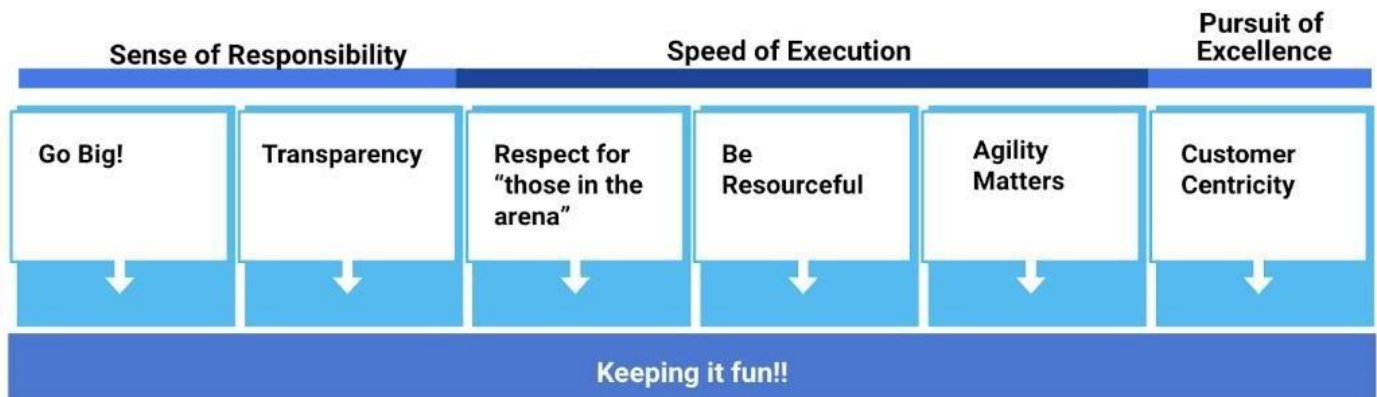 Sense of Responsibility
Speed of Execution
Pursuit of
Excellence
Go Big!
Transparency
Respect for
“those in the
arena”
Be
Resourceful
Agility
Matters
Customer
Centricity
Keeping it fun!!